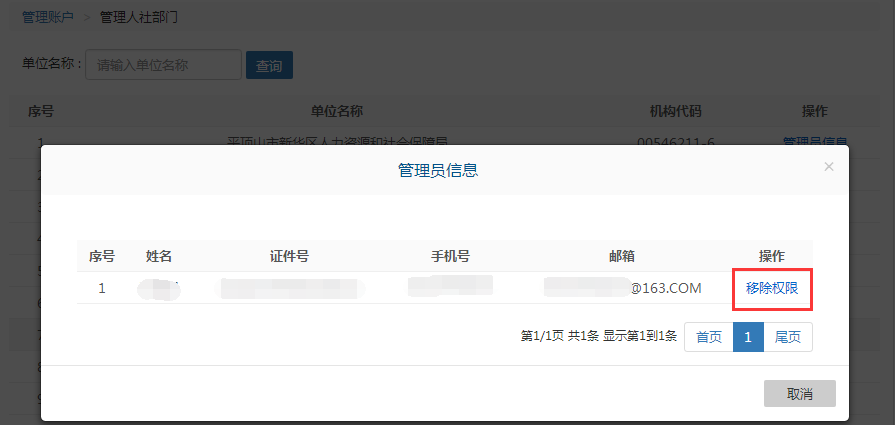 管理账户 > 管理人社部门
单位名称： 请输入单位名称 查询
序号 单位名称 机构代码 操作
1 平顶山市新华区人力资源和社会保障局 00546211-6 管理员信息
管理员信息 ×
序号 姓名 证件号 手机号 邮箱 操作
1 @163.COM 移除权限
第1/1页 共1条 显示第1到1条 首页 1 尾页
取消